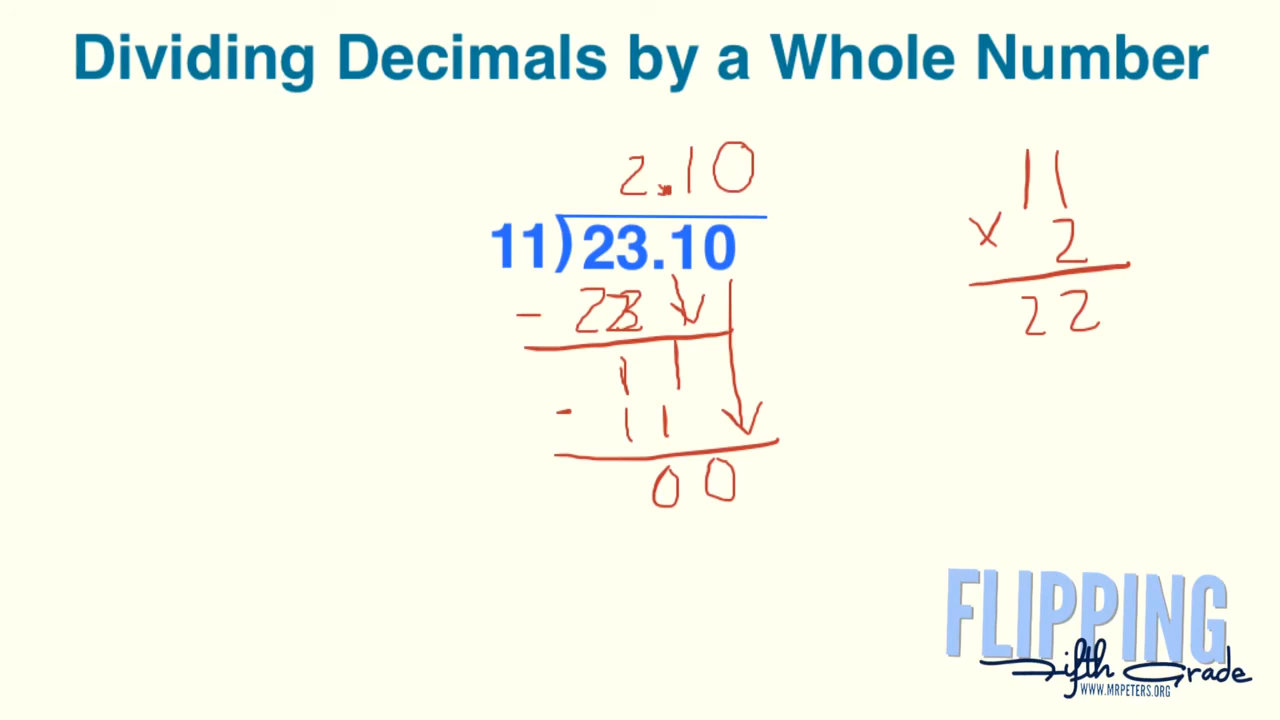 Dividing Decimals by a Whole Number
2.10
11)23.10
- 22
11
- 11
00
11
x 2
22
FLIPPING
Fifth Grade
WWW.MRPETERS.ORG